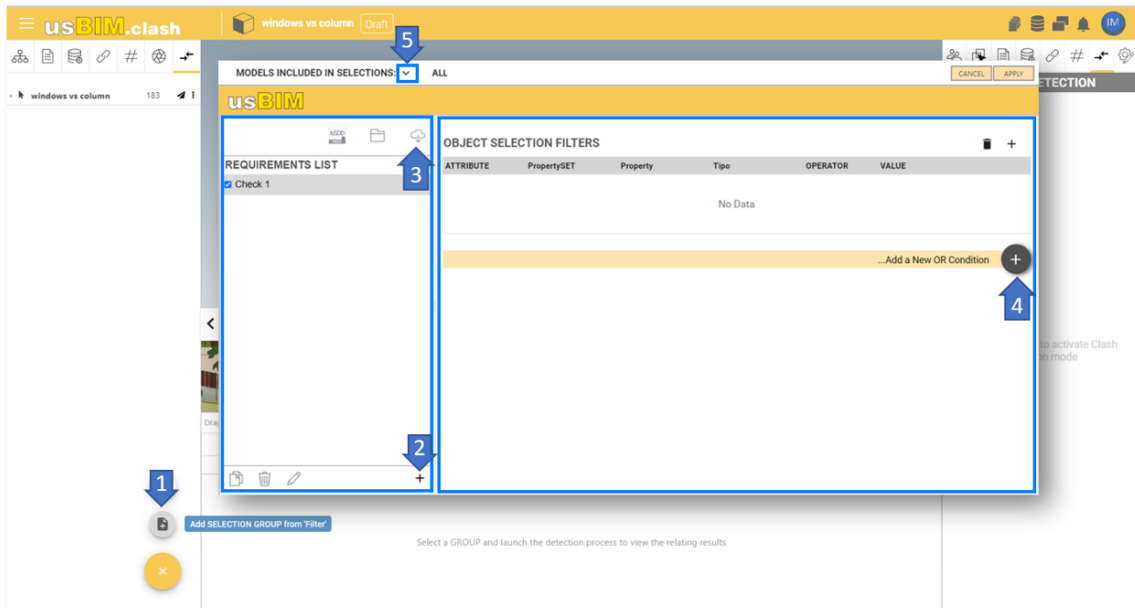 usBIM.clash
windows vs column Draft
IM
5
MODELS INCLUDED IN SELECTIONS: ALL
CANCEL APPLY
windows vs column 183
usBIM
bSDD
3
REQUIREMENTS LIST
Check 1
OBJECT SELECTION FILTERS
ATTRIBUTE PropertySET Property Tipo OPERATOR VALUE
No Data
...Add a New OR Condition
4
2
1
Add SELECTION GROUP from 'Filter'
Select a GROUP and launch the detection process to view the relating results
to activate Clash
mode